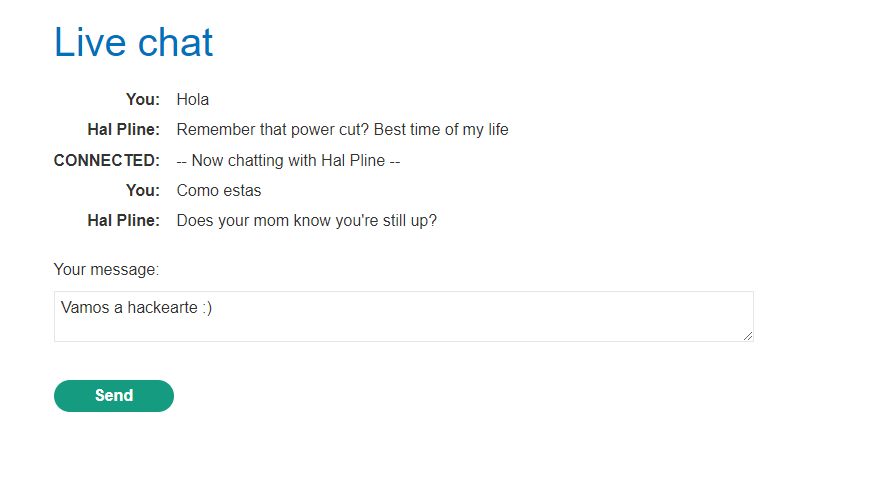 Live chat
You: Hola
Hal Pline: Remember that power cut? Best time of my life
CONNECTED: -- Now chatting with Hal Pline --
You: Como estas
Hal Pline: Does your mom know you're still up?
Your message:
Vamos a hackearte :)
Send